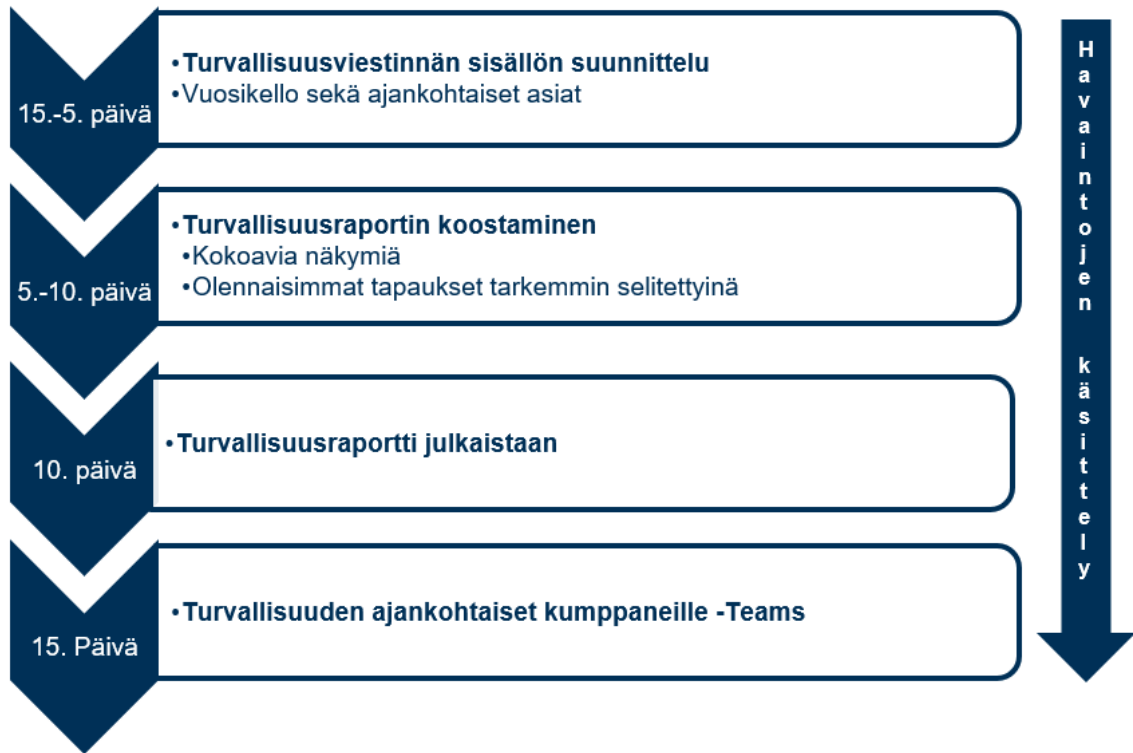 15.-5. päivä
•Turvallisuusviestinnän sisällön suunnittelu
•Vuosikello sekä ajankohtaiset asiat
5.-10. päivä
•Turvallisuusraportin koostaminen
•Kokoavia näkymiä
•Olennaisimmat tapaukset tarkemmin selitettyinä
10. päivä
•Turvallisuusraportti julkaistaan
15. Päivä
•Turvallisuuden ajankohtaiset kumppaneille -Teams
Havaintojen käsittely